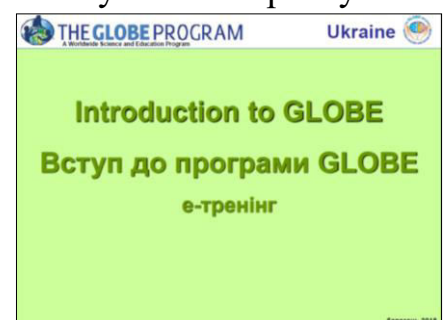 THE GLOBE PROGRAM
A Worldwide Science and Education Program
Ukraine
Introduction to GLOBE
Вступ до програми GLOBE
е-тренінг